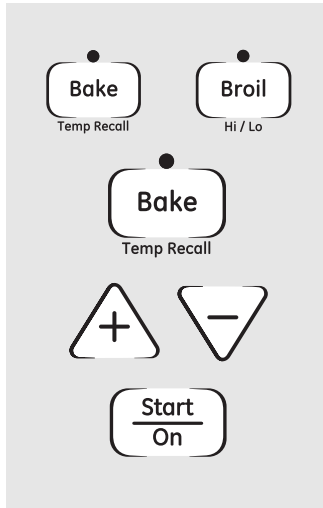 Bake Broil
Temp Recall Hi / Lo
Bake
Temp Recall
+ −
Start
On